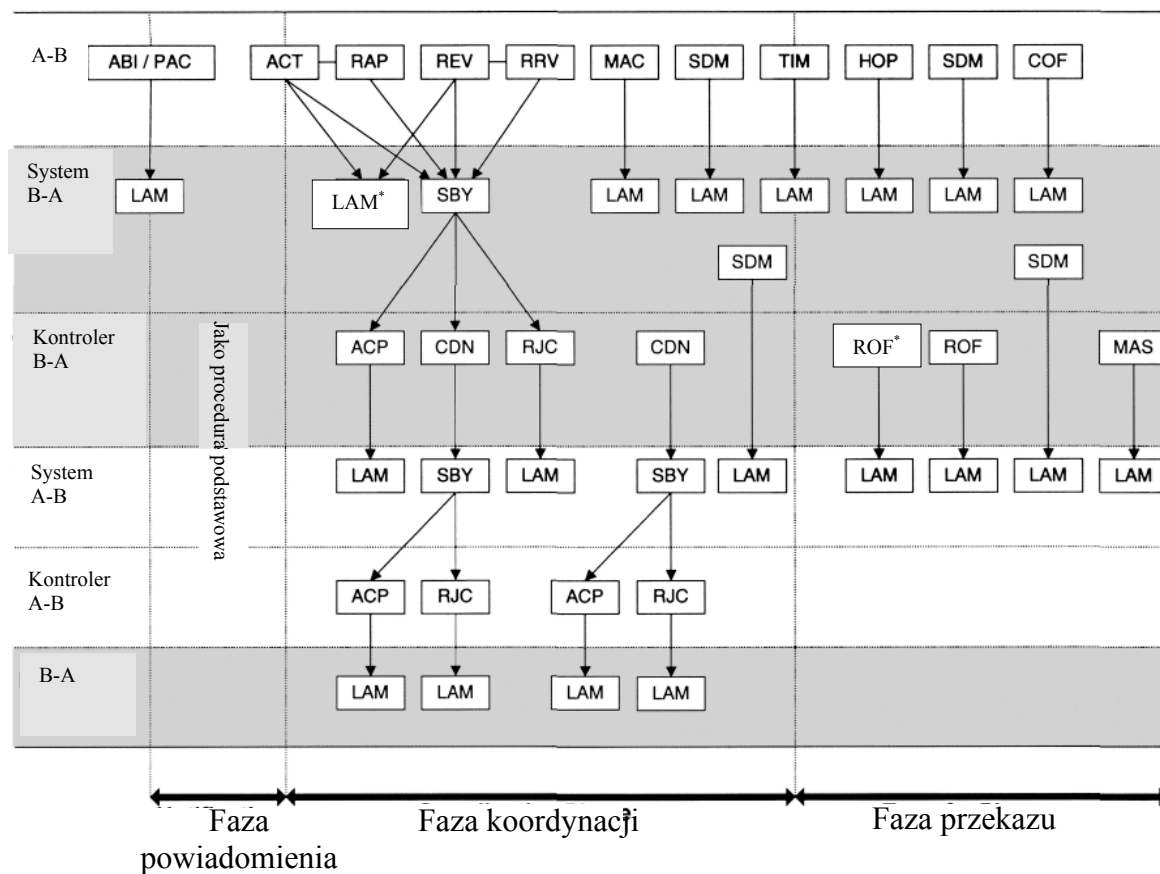 A-B
ABI / PAC ACT RAP REV RRV MAC SDM TIM HOP SDM COF
System
B-A
LAM LAM* SBY LAM LAM LAM LAM LAM LAM
SDM SDM
Jako procedura podstawowa
Kontroler
B-A
ACP CDN RJC CDN ROF* ROF MAS
System
A-B
LAM SBY LAM SBY LAM LAM LAM LAM LAM
Kontroler
A-B
ACP RJC ACP RJC
B-A
LAM LAM LAM LAM
Faza
powiadomienia
Faza koordynacji
Faza przekazu